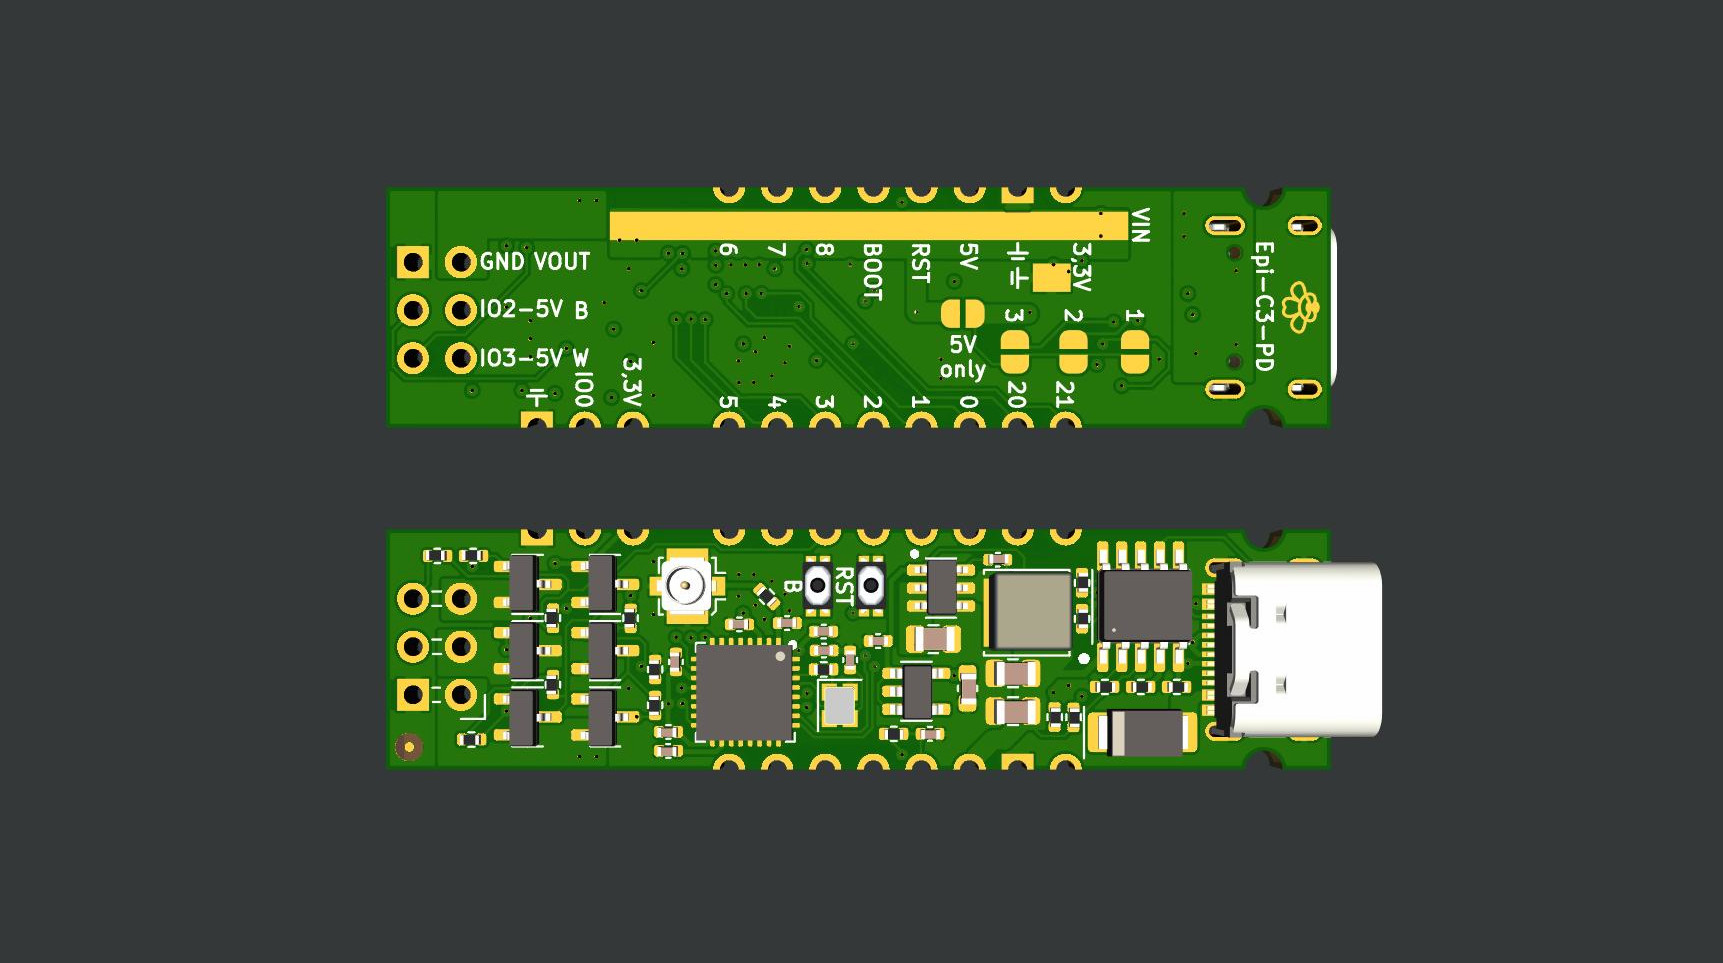 VIN
6
7
8
BOOT
RST
5V
3,3V
GND VOUT
IO2-5V B
IO3-5V W
IO0
3,3V
5V
only
3
2
1
5
4
3
2
1
0
20
21
Epi-C3-PD
B
RST